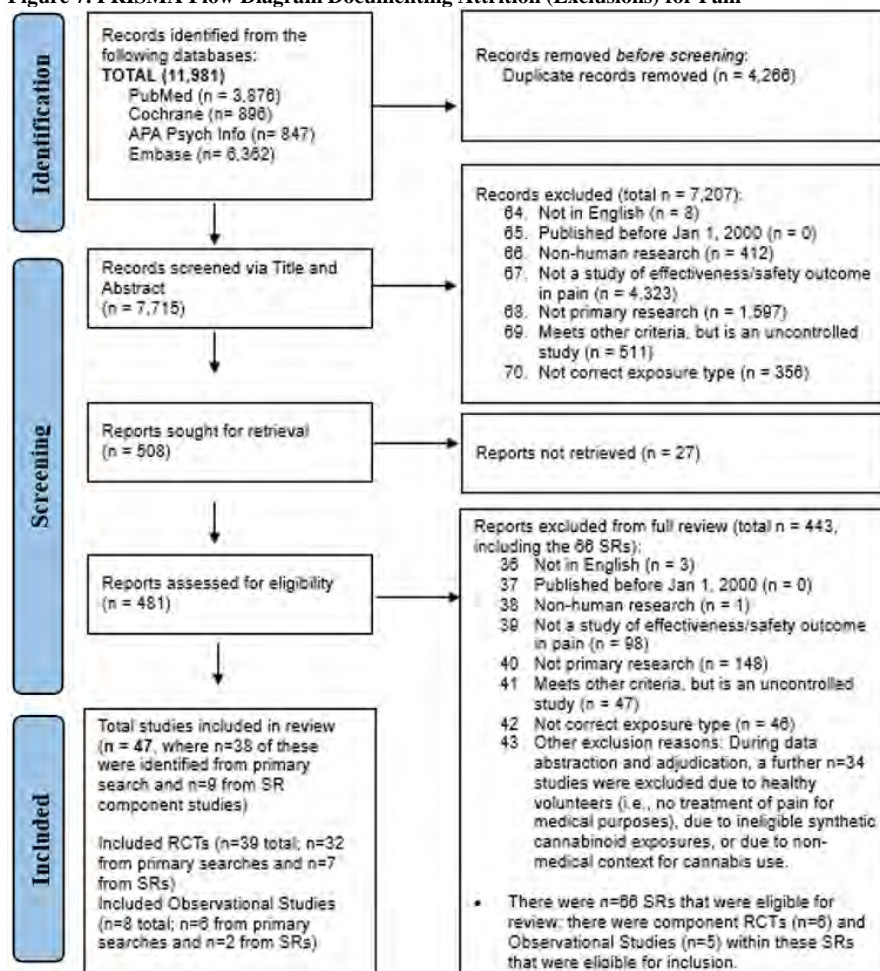 Figure 7. PRISMA Flow Diagram Documenting Attrition (Exclusions) for Pain
Identification
Records identified from the
following databases:
TOTAL (11,981)
PubMed (n = 3,876)
Cochrane (n= 896)
APA Psych Info (n= 847)
Embase (n= 6,362)
Records removed before screening:
Duplicate records removed (n = 4,266)
Screening
Records screened via Title and
Abstract
(n = 7,715)
Records excluded (total n = 7,207):
64. Not in English (n = 8)
65. Published before Jan 1, 2000 (n = 0)
66. Non-human research (n = 412)
67. Not a study of effectiveness/safety outcome
in pain (n = 4,323)
68. Not primary research (n = 1,597)
69. Meets other criteria, but is an uncontrolled
study (n = 511)
70. Not correct exposure type (n = 356)
Reports sought for retrieval
(n = 508)
Reports not retrieved (n = 27)
Reports assessed for eligibility
(n = 481)
Reports excluded from full review (total n = 443,
including the 66 SRs):
36 Not in English (n = 3)
37 Published before Jan 1, 2000 (n = 0)
38 Non-human research (n = 1)
39 Not a study of effectiveness/safety outcome
in pain (n = 98)
40 Not primary research (n = 148)
41 Meets other criteria, but is an uncontrolled
study (n = 47)
42 Not correct exposure type (n = 46)
43 Other exclusion reasons: During data
abstraction and adjudication, a further n=34
studies were excluded due to healthy
volunteers (i.e., no treatment of pain for
medical purposes), due to ineligible synthetic
cannabinoid exposures, or due to non-
medical context for cannabis use.
• There were n=66 SRs that were eligible for
review; there were component RCTs (n=6) and
Observational Studies (n=5) within these SRs
that were eligible for inclusion.
Included
Total studies included in review
(n = 47, where n=38 of these
were identified from primary
search and n=9 from SR
component studies)
Included RCTs (n=39 total; n=32
from primary searches and n=7
from SRs)
Included Observational Studies
(n=8 total; n=6 from primary
searches and n=2 from SRs)